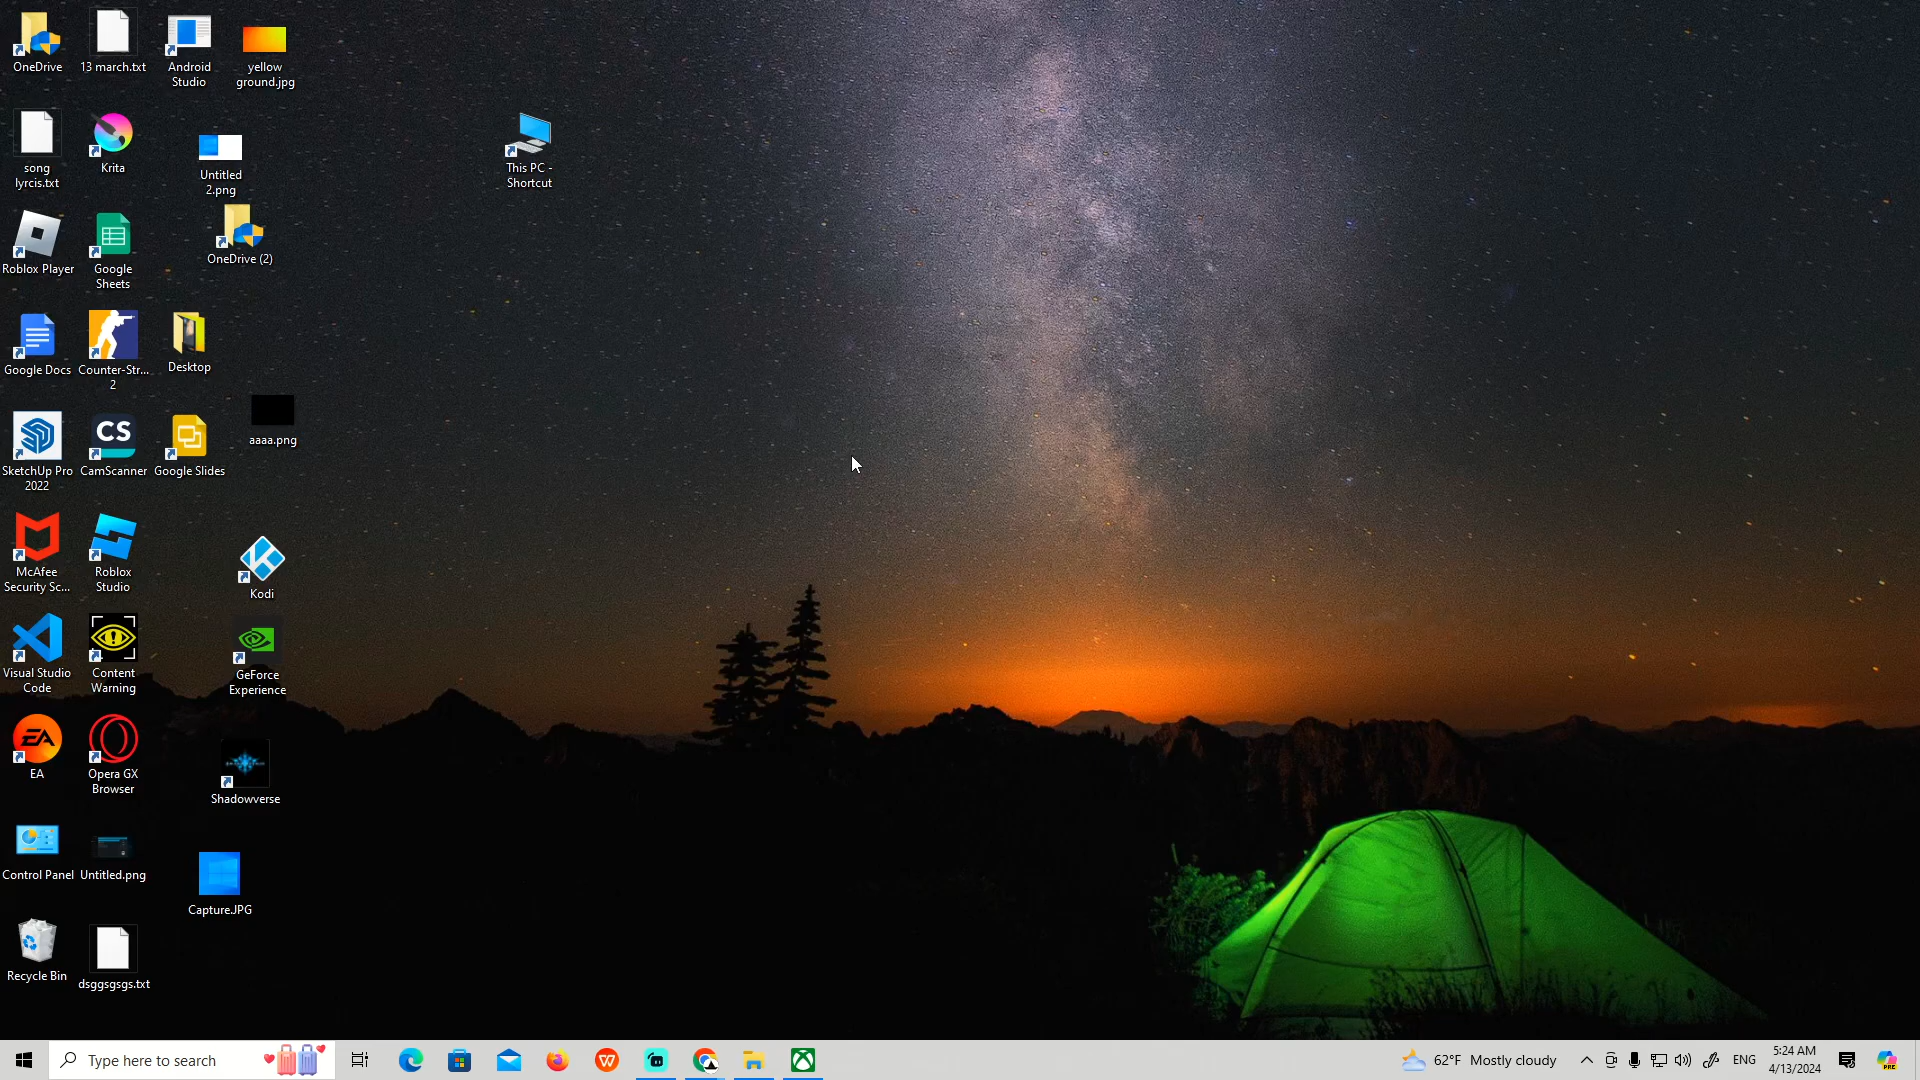 OneDrive
13 march.txt
Android
Studio
yellow
ground.jpg
song
lyrcis.txt
Krita
Untitled
2.png
This PC -
Shortcut
Roblox Player
Google
Sheets
OneDrive (2)
Google Docs
Counter-Str...
2
Desktop
aaaa.png
SketchUp Pro
2022
CS
CamScanner
Google Slides
McAfee
Security Sc...
Roblox
Studio
Kodi
Visual Studio
Code
Content
Warning
GeForce
Experience
EA
EA
Opera GX
Browser
Shadowverse
Control Panel
Untitled.png
Capture.JPG
Recycle Bin
dsggsgsgs.txt
Type here to search
62°F Mostly cloudy
ENG
5:24 AM
4/13/2024
PRE